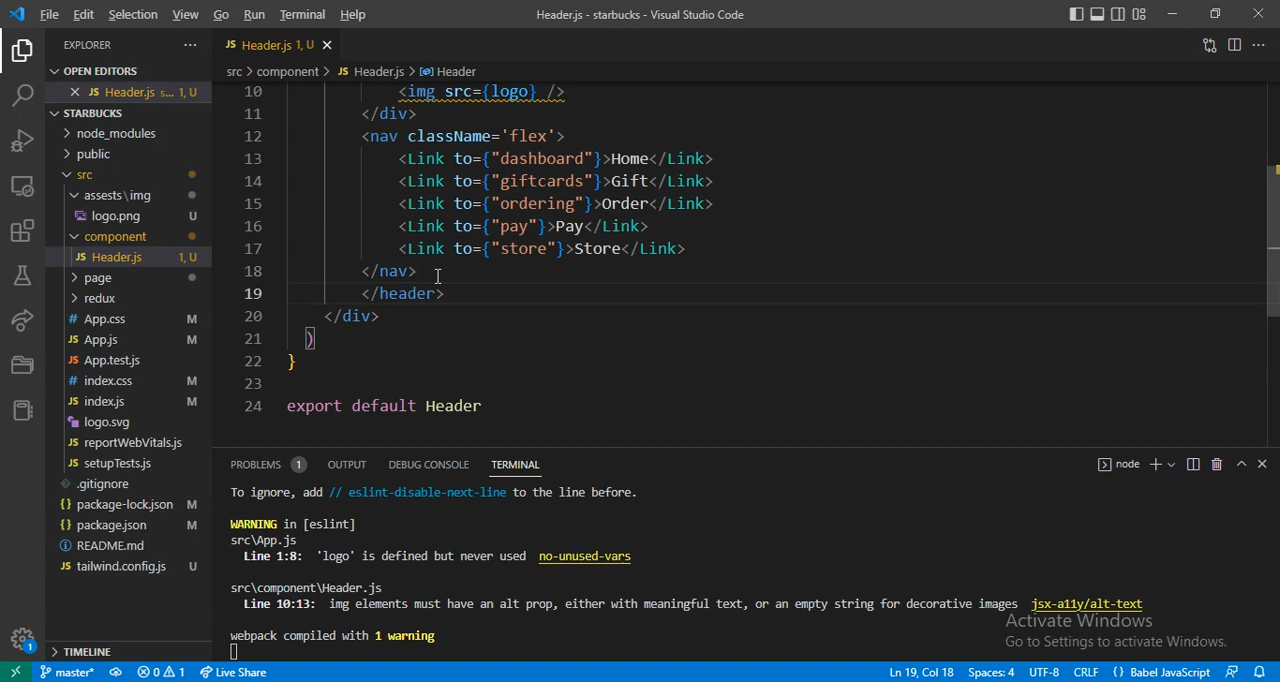 File Edit Selection View Go Run Terminal Help
Header.js - starbucks - Visual Studio Code
EXPLORER
OPEN EDITORS
JS Header.js s... 1, U
STARBUCKS
node_modules
public
src
assests\img
logo.png U
component
JS Header.js 1, U
page
redux
# App.css M
JS App.js M
JS App.test.js
# index.css M
JS index.js M
logo.svg
JS reportWebVitals.js
JS setupTests.js
.gitignore
{} package-lock.json M
{} package.json M
README.md
JS tailwind.config.js U
TIMELINE
JS Header.js 1, U
src > component > JS Header.js > Header
10 <img src={logo} />
11 </div>
12 <nav className='flex'>
13 <Link to={"dashboard"}>Home</Link>
14 <Link to={"giftcards"}>Gift</Link>
15 <Link to={"ordering"}>Order</Link>
16 <Link to={"pay"}>Pay</Link>
17 <Link to={"store"}>Store</Link>
18 </nav>
19 </header>
20 </div>
21 )
22 }
23
24 export default Header
PROBLEMS 1 OUTPUT DEBUG CONSOLE TERMINAL
node
To ignore, add // eslint-disable-next-line to the line before.
WARNING in [eslint]
src\App.js
Line 1:8: 'logo' is defined but never used no-unused-vars
src\component\Header.js
Line 10:13: img elements must have an alt prop, either with meaningful text, or an empty string for decorative images jsx-a11y/alt-text
webpack compiled with 1 warning
Activate Windows
Go to Settings to activate Windows.
1
master* 0 1 Live Share
Ln 19, Col 18 Spaces: 4 UTF-8 CRLF {} Babel JavaScript